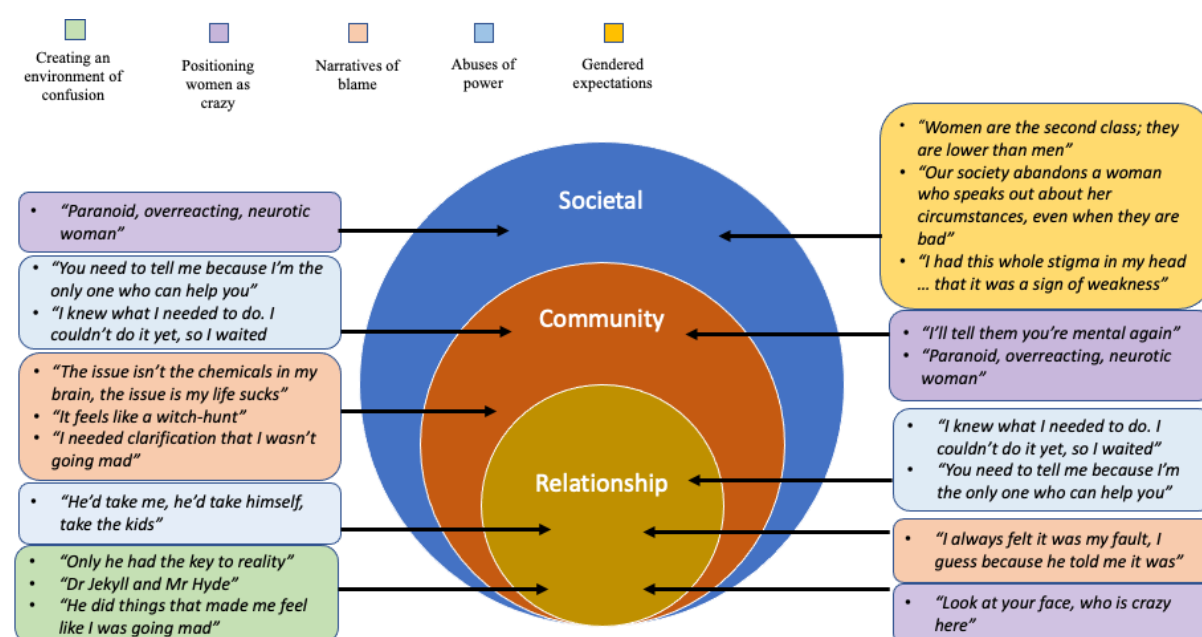 Creating an
environment of
confusion
Positioning
women as
crazy
Narratives of
blame
Abuses of
power
Gendered
expectations
Societal
Community
Relationship
• “Paranoid, overreacting, neurotic
woman”
• “You need to tell me because I’m the
only one who can help you”
• “I knew what I needed to do. I
couldn’t do it yet, so I waited
• “The issue isn’t the chemicals in my
brain, the issue is my life sucks”
• “It feels like a witch-hunt”
• “I needed clarification that I wasn’t
going mad”
• “He’d take me, he’d take himself,
take the kids”
• “Only he had the key to reality”
• “Dr Jekyll and Mr Hyde”
• “He did things that made me feel
like I was going mad”
• “Women are the second class; they
are lower than men”
• “Our society abandons a woman
who speaks out about her
circumstances, even when they are
bad”
• “I had this whole stigma in my head
... that it was a sign of weakness”
• “I’ll tell them you’re mental again”
• “Paranoid, overreacting, neurotic
woman”
• “I knew what I needed to do. I
couldn’t do it yet, so I waited”
• “You need to tell me because I’m
the only one who can help you”
• “I always felt it was my fault, I
guess because he told me it was”
• “Look at your face, who is crazy
here”